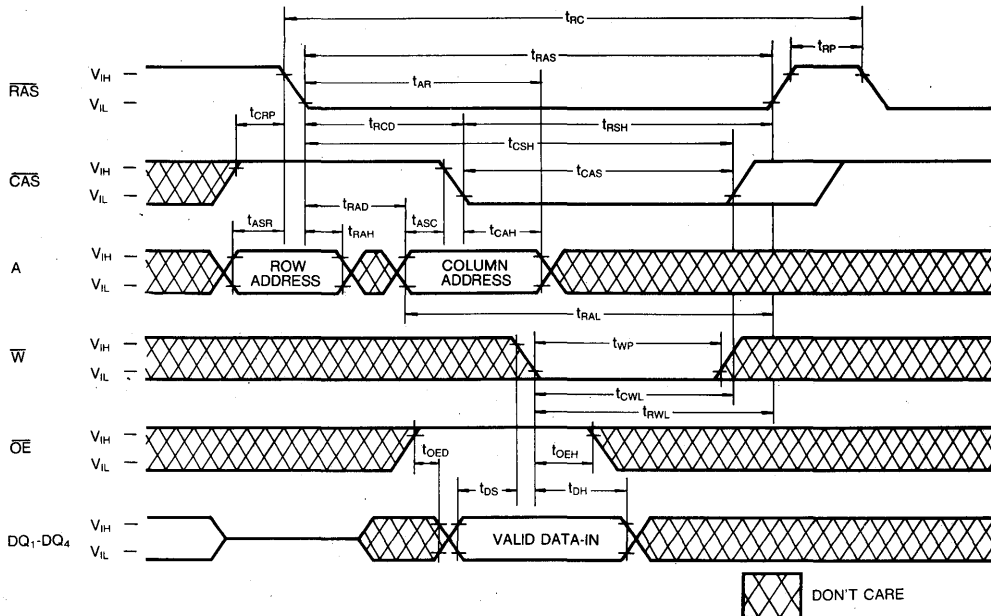 tRC
tRAS
tRP
tAR
RAS
VIH
VIL
tCRP
tRCD
tRSH
tCSH
CAS
VIH
VIL
tCAS
tRAD
tASR
tRAH
tASC
tCAH
A
VIH
VIL
ROW
ADDRESS
COLUMN
ADDRESS
tRAL
W
VIH
VIL
tWP
tCWL
tRWL
OE
VIH
VIL
tOED
tOEH
tDS
tDH
DQ1-DQ4
VIH
VIL
VALID DATA-IN
DON'T CARE